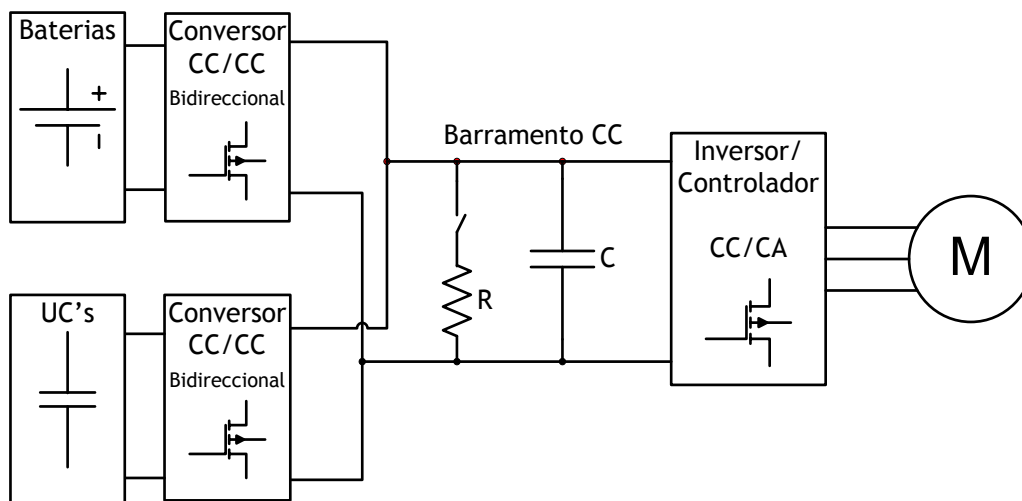 Baterias
+
Conversor
CC/CC
Bidireccional
Barramento CC
R
C
Inversor/
Controlador
CC/CA
M
UC's
Conversor
CC/CC
Bidireccional